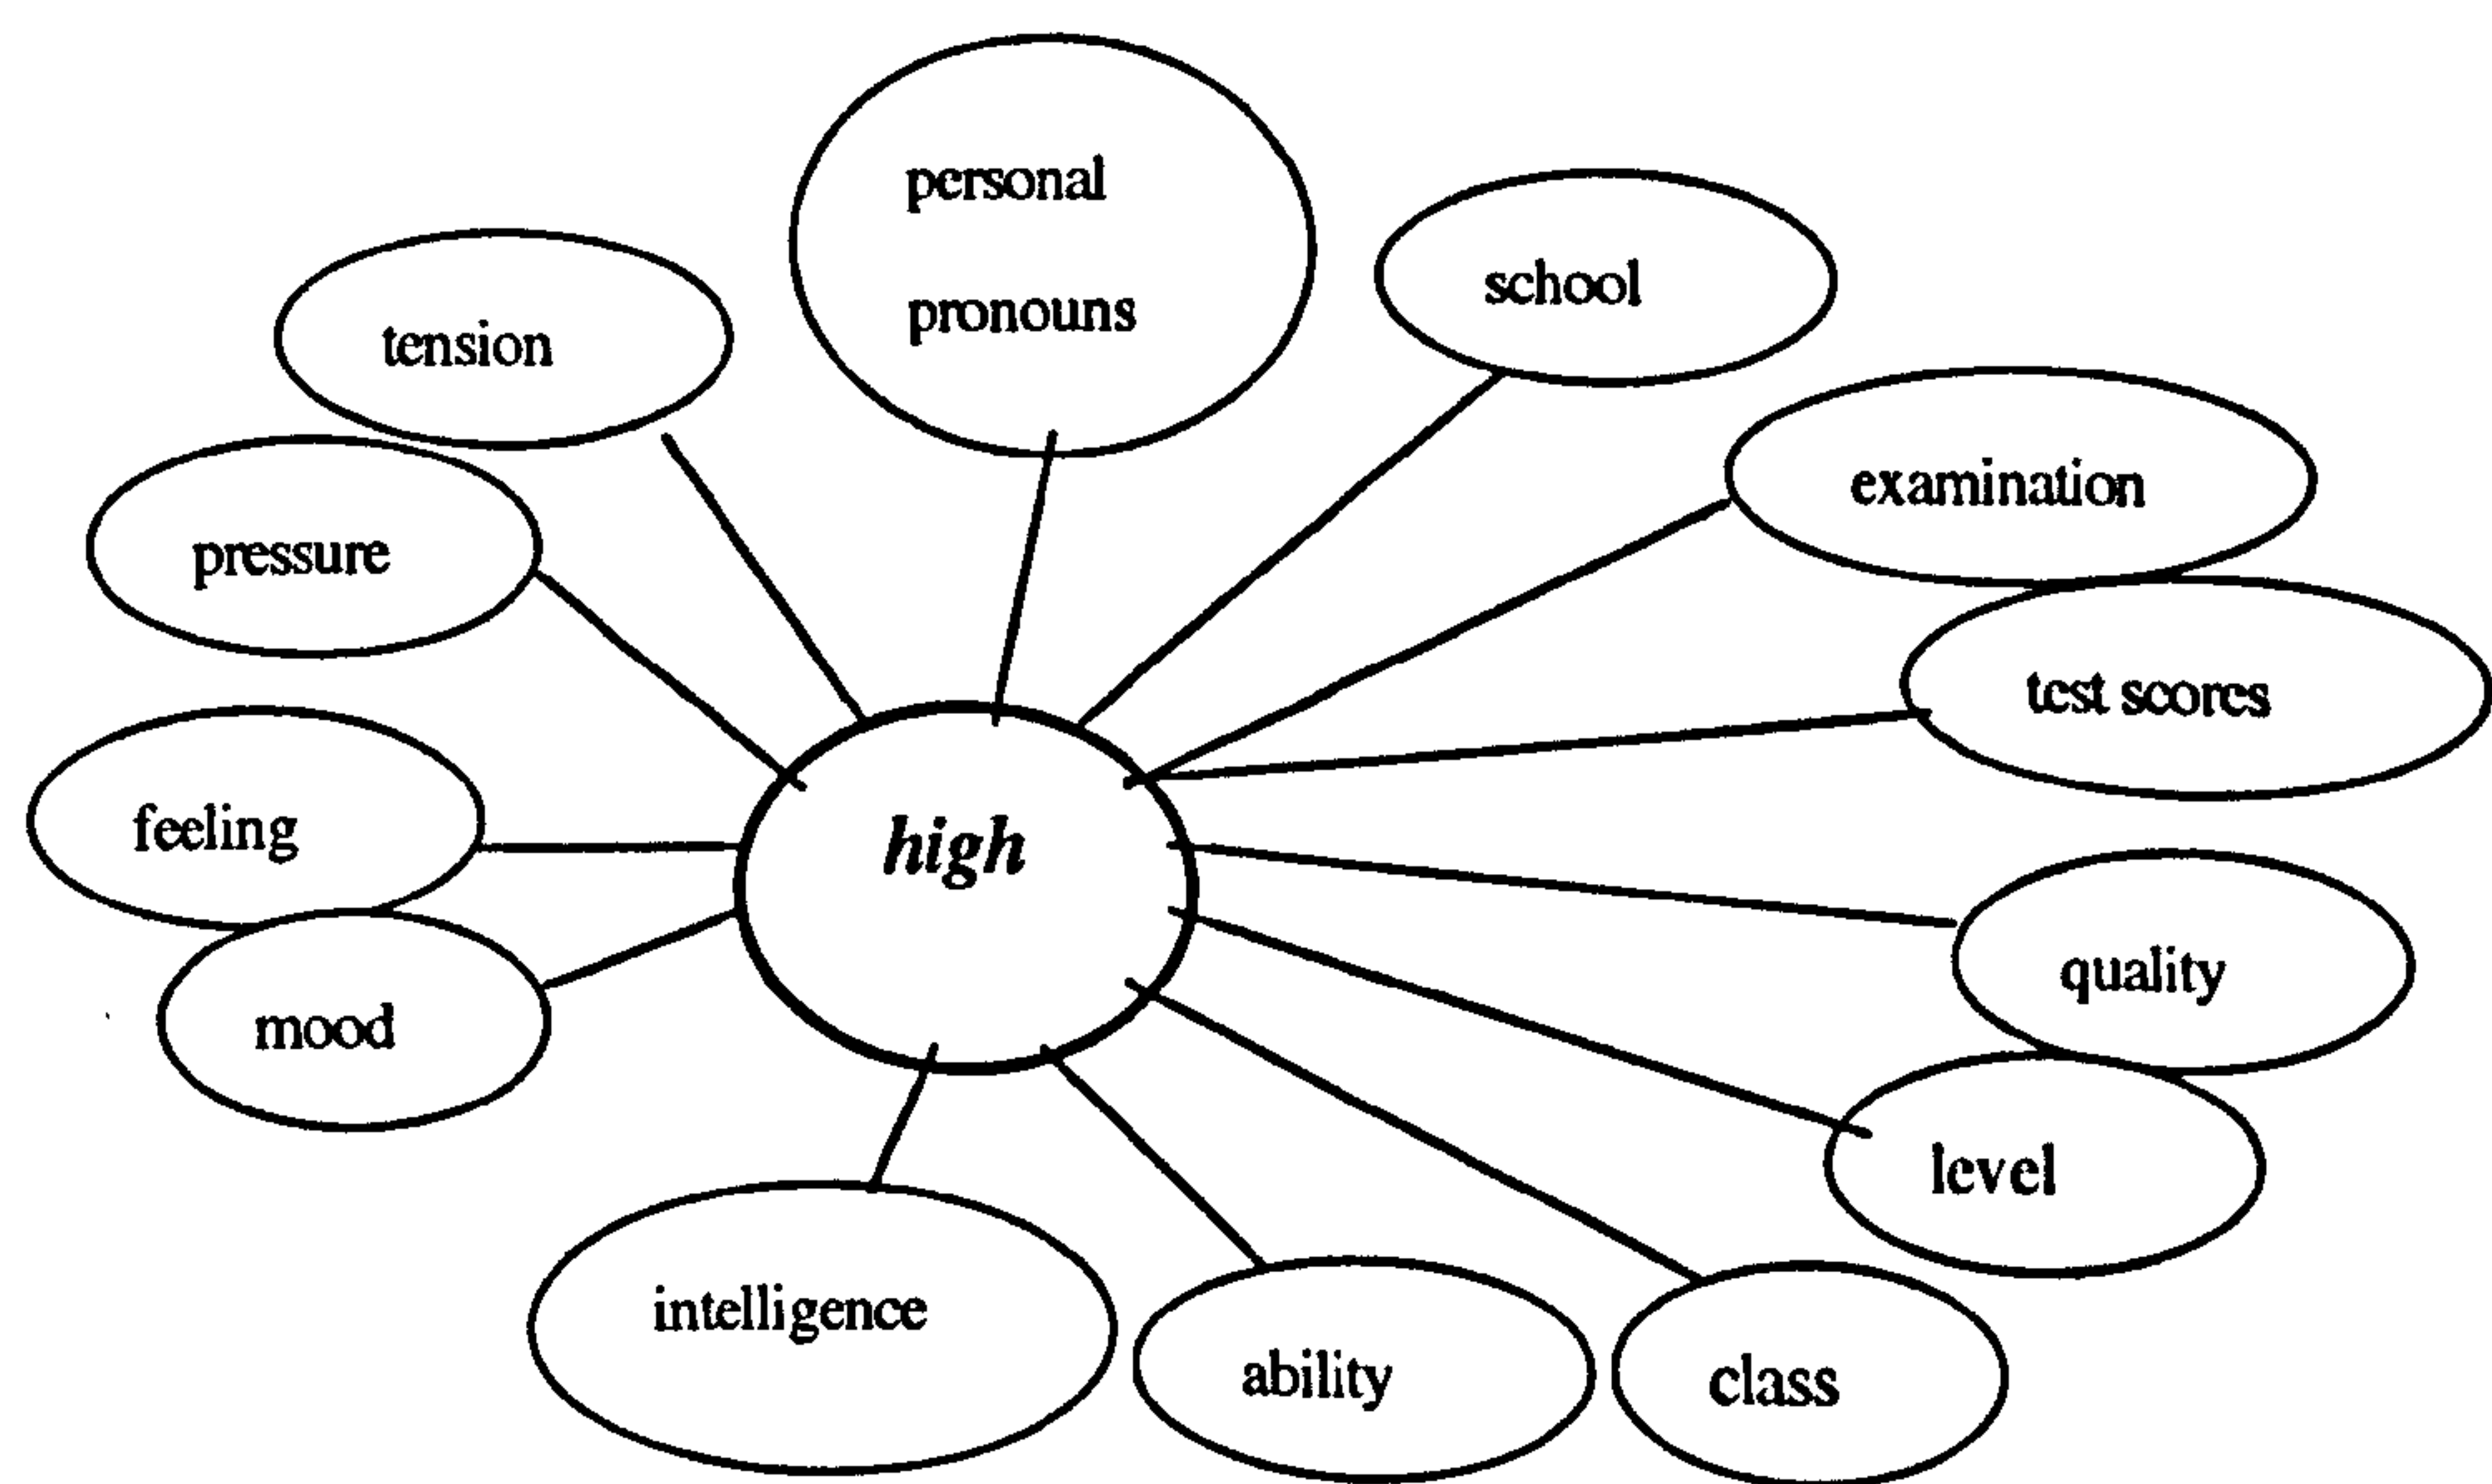 personal
pronouns
school
tension
examination
pressure
test scores
high
feeling
quality
mood
level
intelligence
ability
class